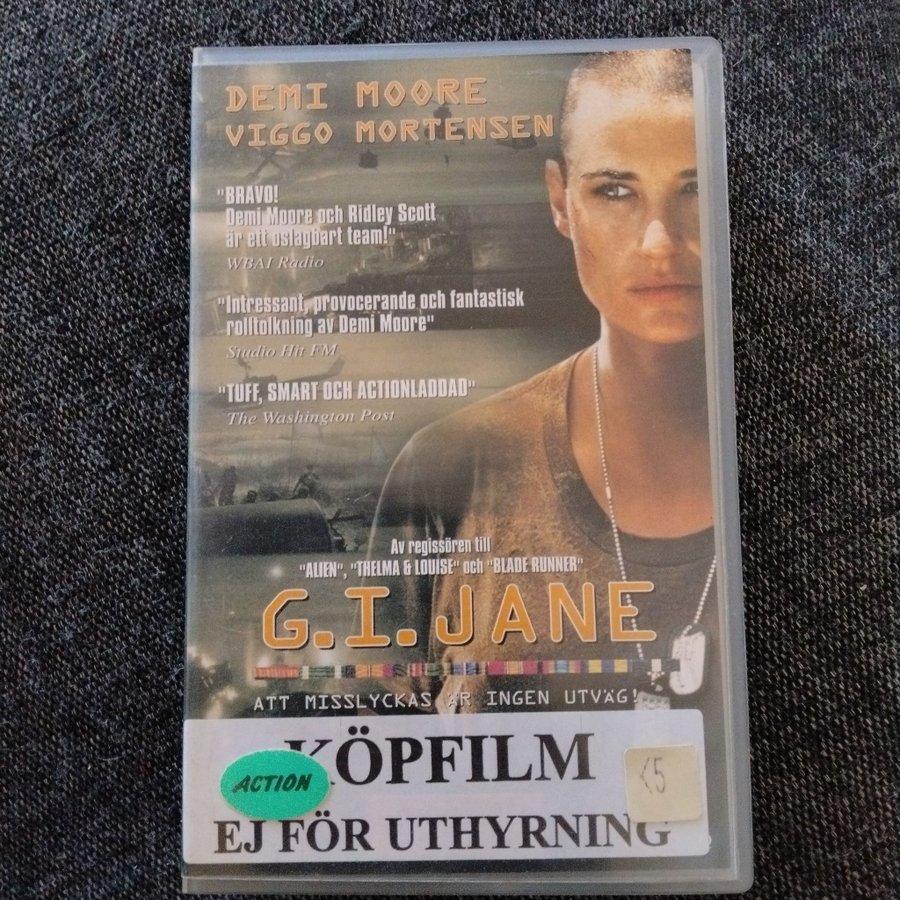 DEMI MOORE
VIGGO MORTENSEN
"BRAVO!
Demi Moore och Ridley Scott
är ett oslagbart team!"
WBAI Radio
"Intressant, provocerande och fantastisk
rolltolkning av Demi Moore"
Studio Hit FM
"TUFF, SMART OCH ACTIONLADDAD"
The Washington Post
Av regissören till
"ALIEN", "THELMA & LOUISE" och "BLADE RUNNER"
G.I. JANE
ATT MISSLYCKAS ÄR INGEN UTVÄG!
KÖPFILM
ACTION
EJ FÖR UTHYRNING